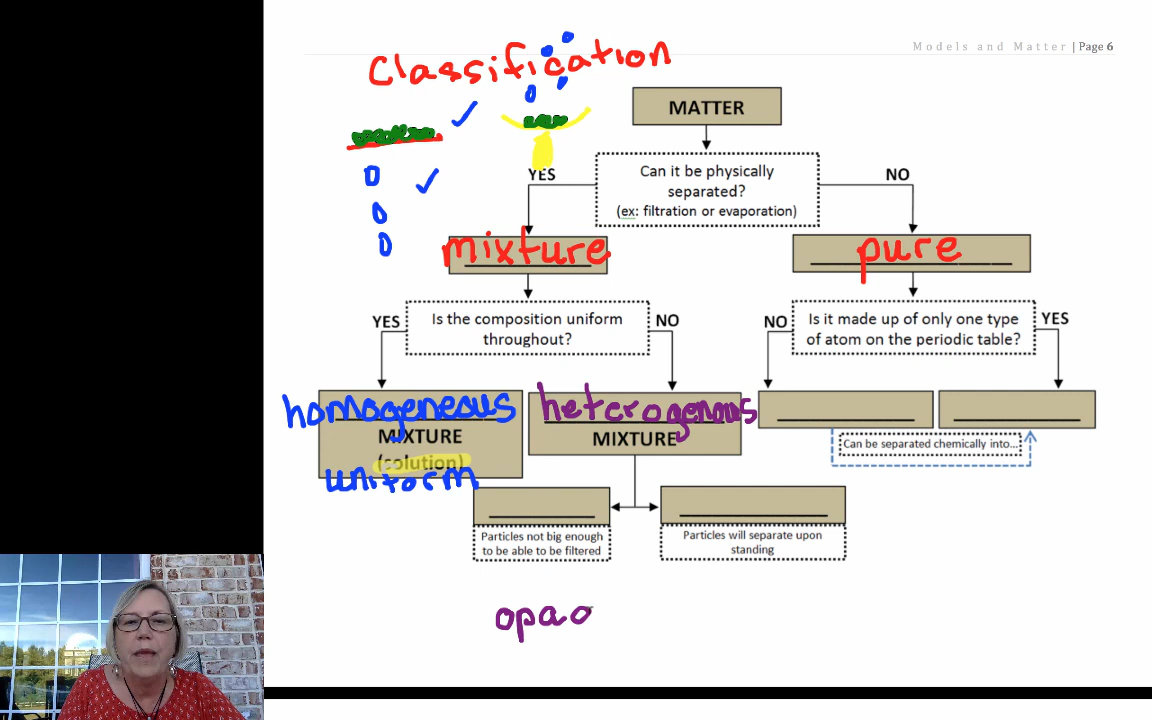 Models and Matter | Page 6
Classification
MATTER
Can it be physically
separated?
(ex: filtration or evaporation)
YES
NO
mixture
pure
Is the composition uniform
throughout?
YES
NO
Is it made up of only one type
of atom on the periodic table?
NO
YES
homogeneous
MIXTURE
(solution)
uniform
heterogenous
MIXTURE
Can be separated chemically into...
Particles not big enough
to be able to be filtered
Particles will separate upon
standing
opao